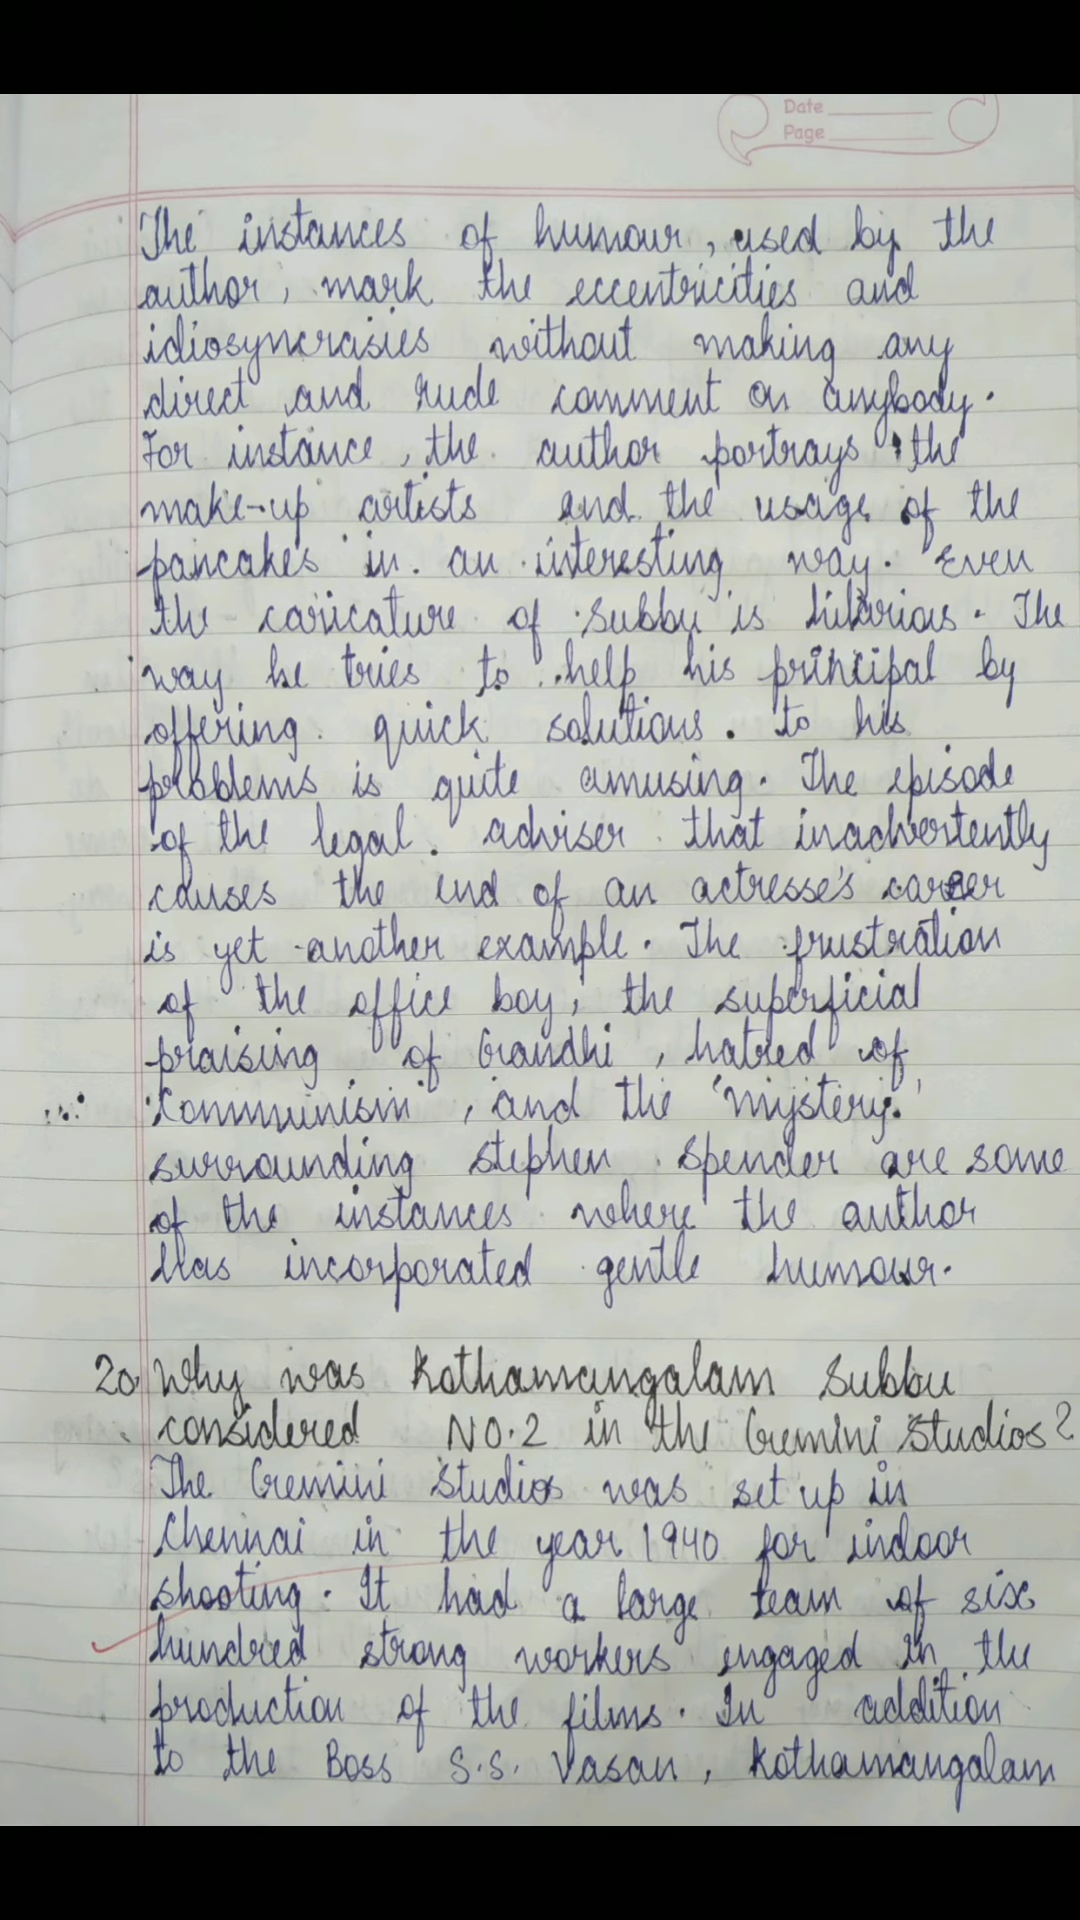 Date
Page
The instances of humour, used by the
author, mark the eccentricities and
idiosyncrasies without making any
direct and rude comment on anybody.
For instance, the author portrays the
make-up artists and the usage of the
pancakes in an interesting way. Even
the caricature of Subbu is hilarious. The
way he tries to help his principal by
offering quick solutions. to his
problems is quite amusing. The episode
of the legal adviser that inadvertently
causes the end of an actresse's career
is yet another example. The frustration
of the office boy, the superficial
praising of Gandhi, hatred of
Communism, and the 'mystery.'
surrounding Stephen Spender are some
of the instances where the author
has incorporated gentle humour.
20. Why was Kothamangalam Subbu
considered NO.2 in the Gemini Studios?
The Gemini Studios was set up in
Chennai in the year 1940 for indoor
shooting. It had a large team of six
hundred strong workers engaged in the
production of the films. In addition
to the Boss S.S. Vasan, Kothamangalam